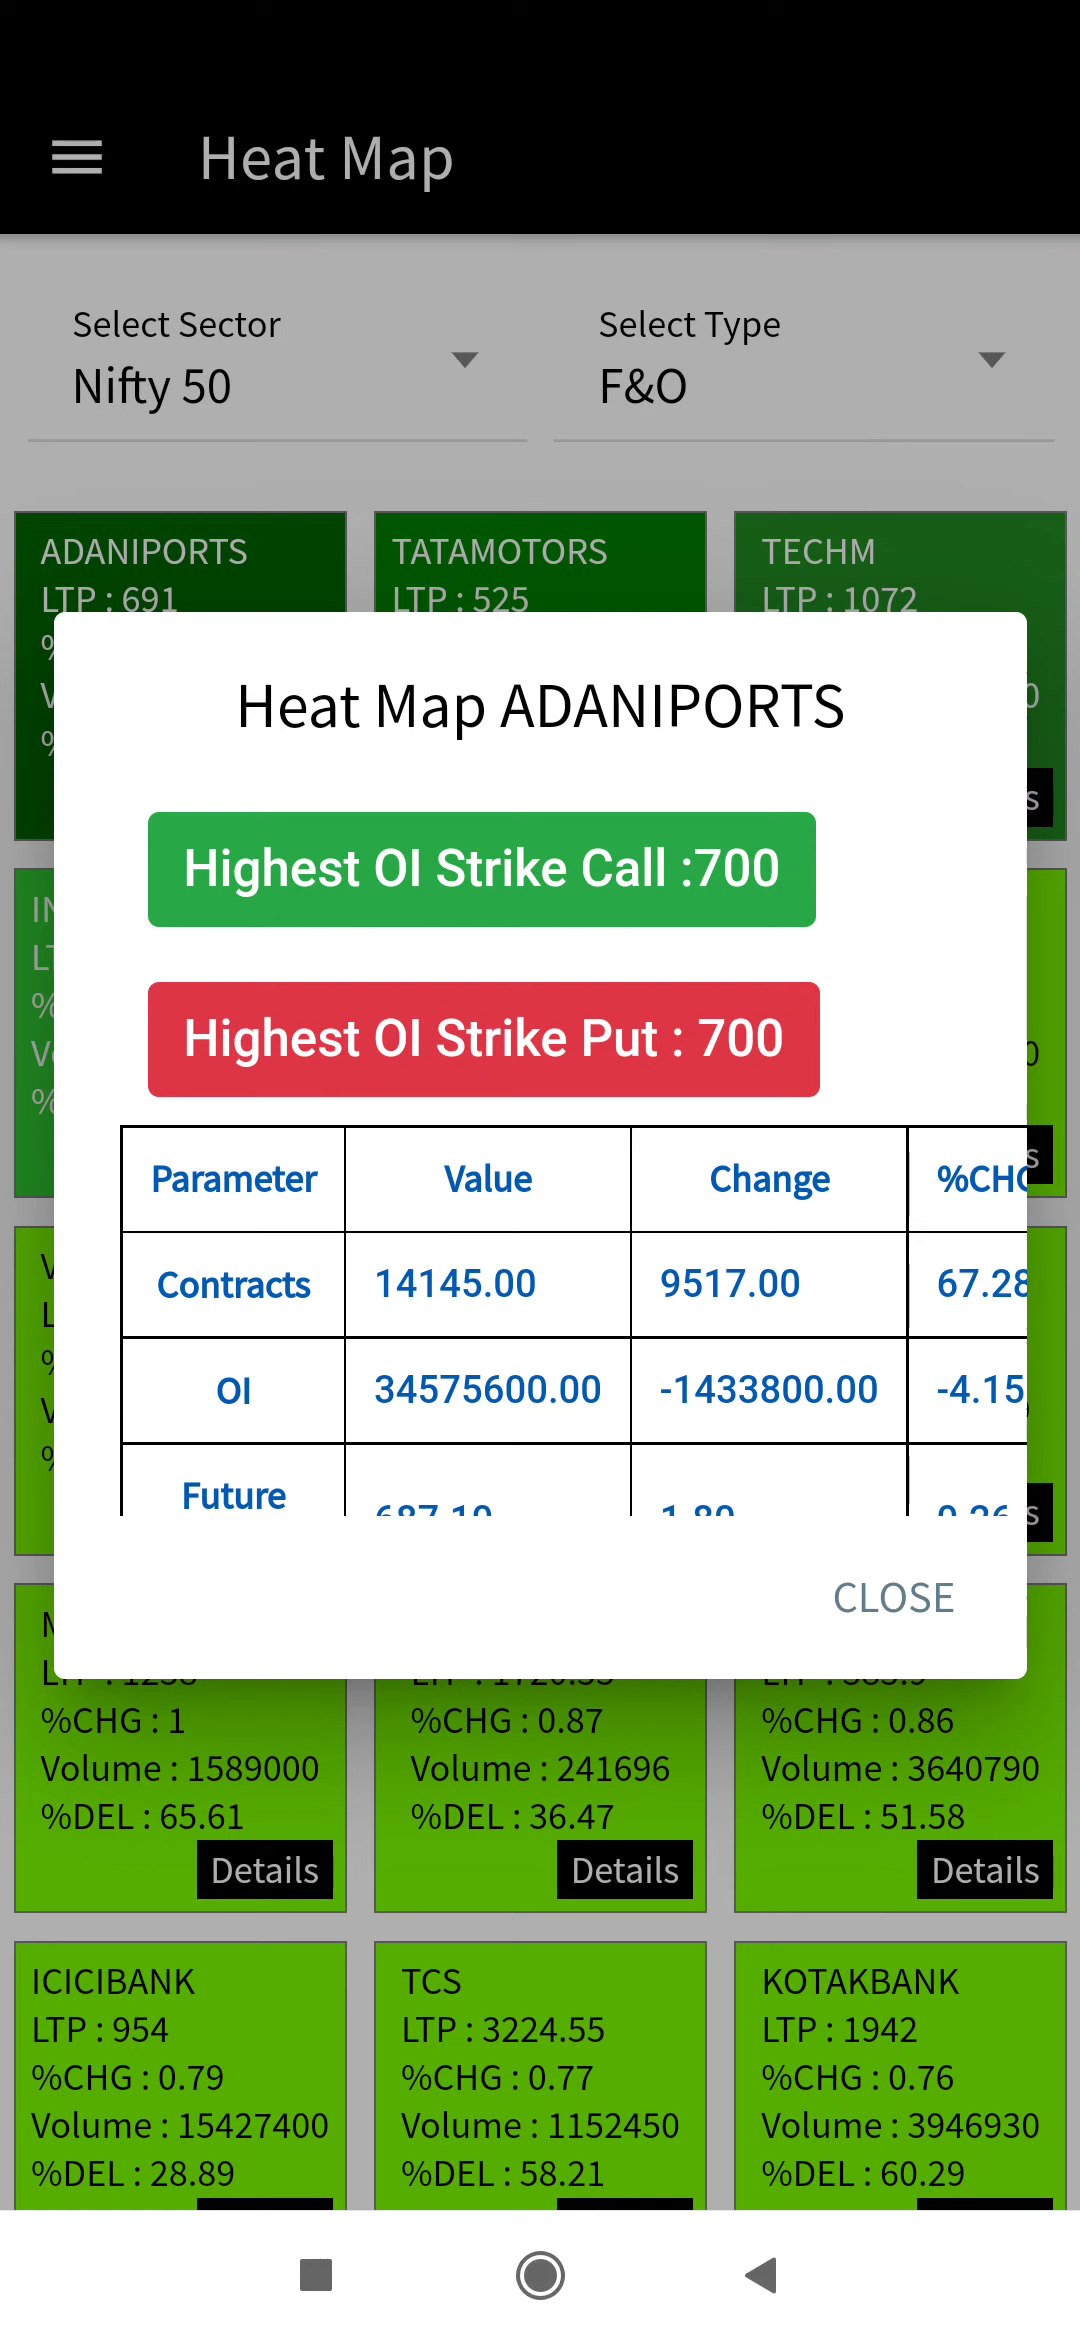 Heat Map
Select Sector
Select Type
Nifty 50
F&O
ADANIPORTS
LTP : 691
TATAMOTORS
LTP : 525
TECHM
LTP : 1072
Heat Map ADANIPORTS
Highest OI Strike Call :700
Highest OI Strike Put : 700
Parameter Value Change %CHG
Contracts 14145.00 9517.00 67.28
OI 34575600.00 -1433800.00 -4.15
Future
CLOSE
%CHG : 1
Volume : 1589000
%DEL : 65.61
Details
%CHG : 0.87
Volume : 241696
%DEL : 36.47
Details
%CHG : 0.86
Volume : 3640790
%DEL : 51.58
Details
ICICIBANK
LTP : 954
%CHG : 0.79
Volume : 15427400
%DEL : 28.89
TCS
LTP : 3224.55
%CHG : 0.77
Volume : 1152450
%DEL : 58.21
KOTAKBANK
LTP : 1942
%CHG : 0.76
Volume : 3946930
%DEL : 60.29